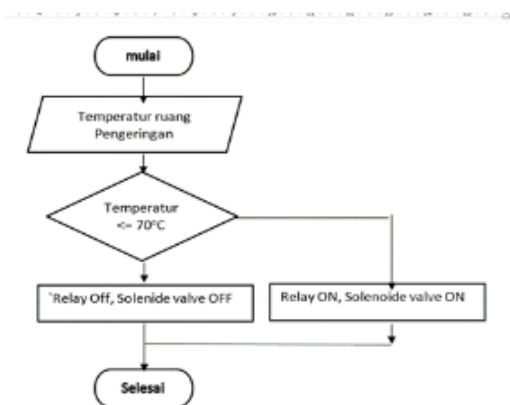 mulai
Temperatur ruang
Pengeringan
Temperatur
<= 70°C
`Relay Off, Solenide valve OFF
Relay ON, Solenoide valve ON
Selesai